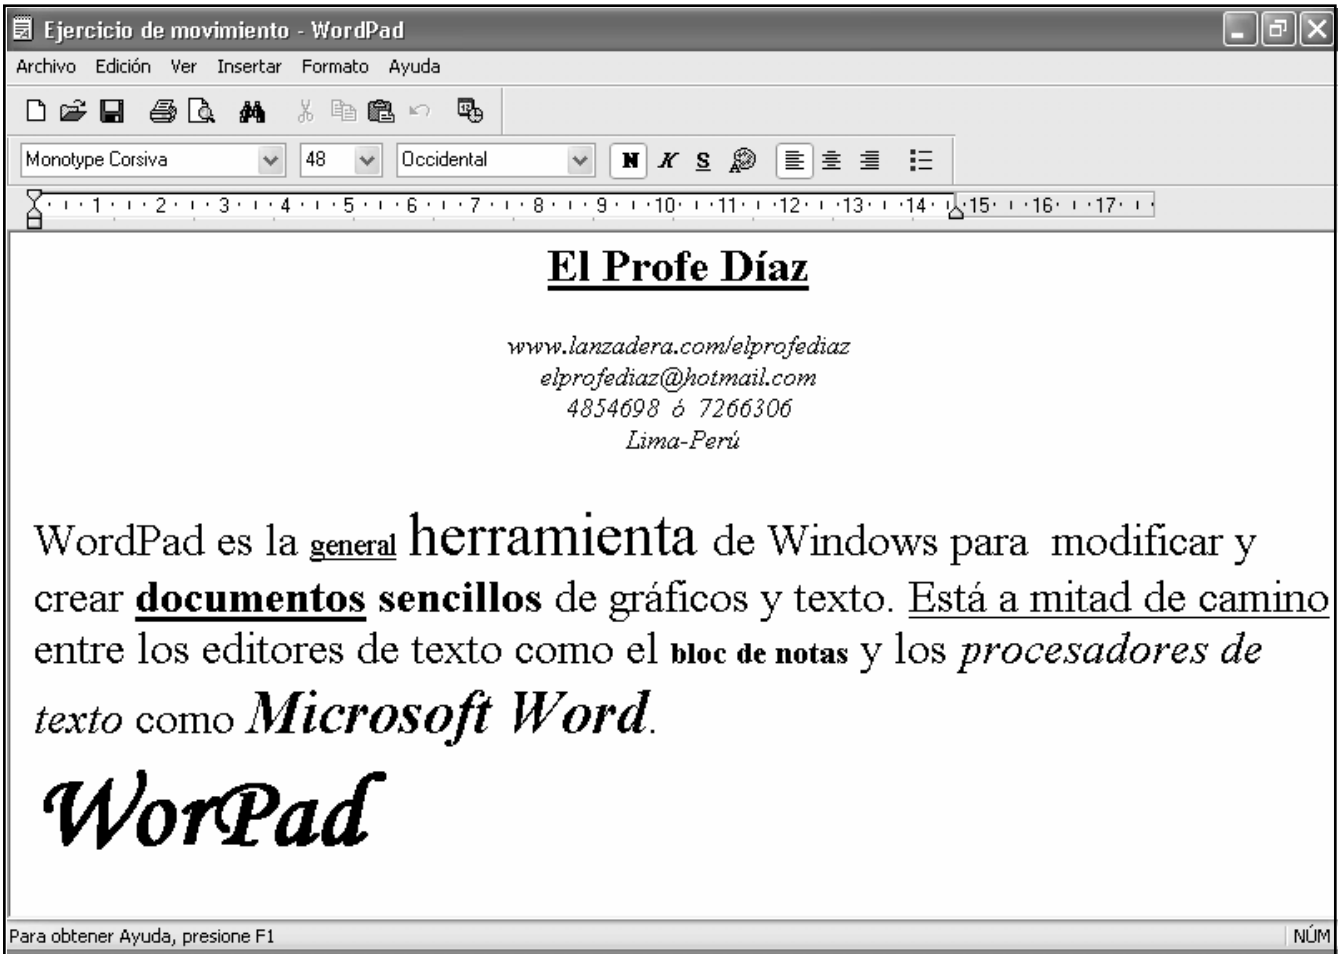 Ejercicio de movimiento - WordPad
Archivo Edición Ver Insertar Formato Ayuda
Monotype Corsiva 48 Occidental N K S
1 2 3 4 5 6 7 8 9 10 11 12 13 14 15 16 17
El Profe Díaz
www.lanzadera.com/elprofediaz
elprofediaz@hotmail.com
4854698 ó 7266306
Lima-Perú
WordPad es la general herramienta de Windows para modificar y
crear documentos sencillos de gráficos y texto. Está a mitad de camino
entre los editores de texto como el bloc de notas y los procesadores de
texto como Microsoft Word.
WorPad
Para obtener Ayuda, presione F1 NÚM